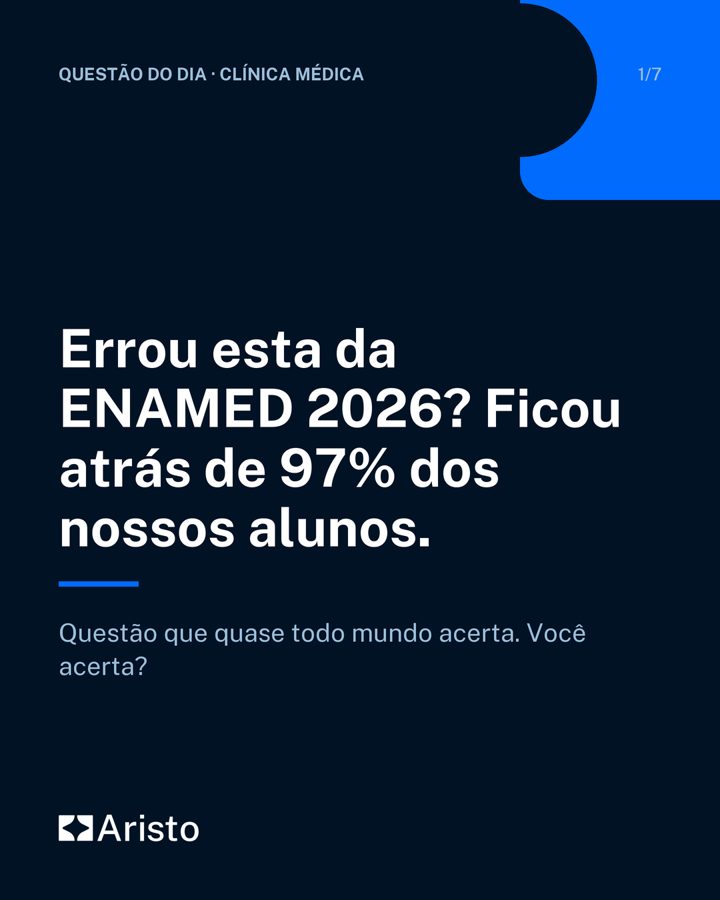 QUESTÃO DO DIA · CLÍNICA MÉDICA
1/7
Errou esta da
ENAMED 2026? Ficou
atrás de 97% dos
nossos alunos.
Questão que quase todo mundo acerta. Você
acerta?
Aristo